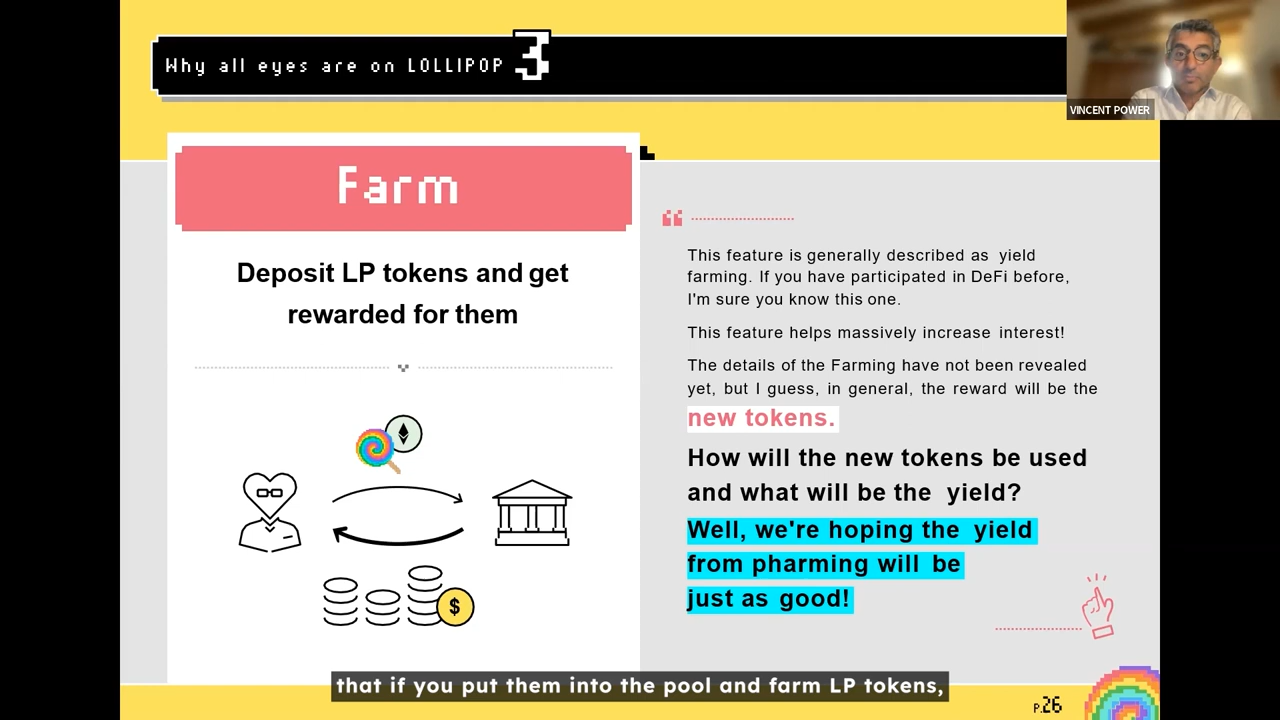 Why all eyes are on LOLLIPOP 3
VINCENT POWER
Farm
Deposit LP tokens and get
rewarded for them
$
“
This feature is generally described as yield
farming. If you have participated in DeFi before,
I'm sure you know this one.
This feature helps massively increase interest!
The details of the Farming have not been revealed
yet, but I guess, in general, the reward will be the
new tokens.
How will the new tokens be used
and what will be the yield?
Well, we're hoping the yield
from pharming will be
just as good!
that if you put them into the pool and farm LP tokens,
P.26